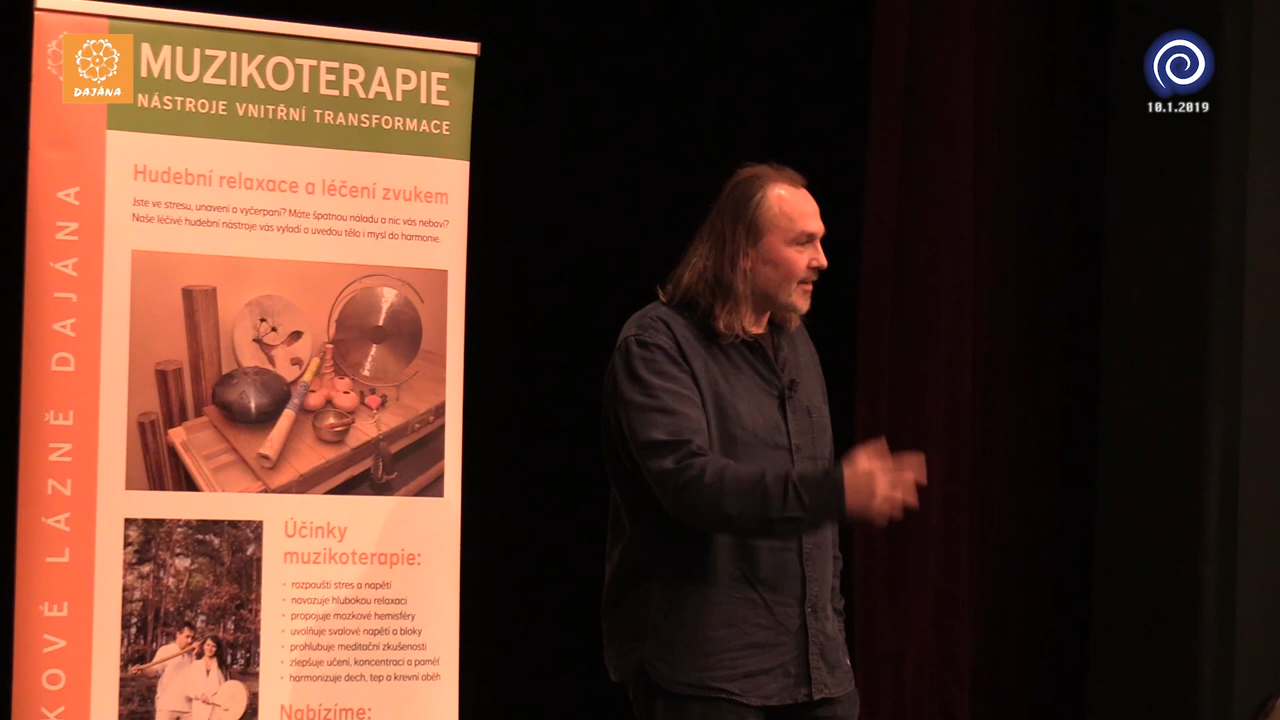 DAJÁNA
MUZIKOTERAPIE
NÁSTROJE VNITŘNÍ TRANSFORMACE
Hudební relaxace a léčení zvukem
Jste ve stresu, unavení a vyčerpaní? Máte špatnou náladu a nic vás nebaví?
Naše léčivé hudební nástroje vás vyladí a uvedou tělo i mysl do harmonie.
KOVÉ LÁZNĚ DAJÁNA
Účinky
muzikoterapie:
• rozpouští stres a napětí
• navozuje hlubokou relaxaci
• propojuje mozkové hemisféry
• uvolňuje svalové napětí a bloky
• prohlubuje meditační zkušenosti
• zlepšuje učení, koncentraci a paměť
• harmonizuje dech, tep a krevní oběh
Nabízíme:
10.1.2019